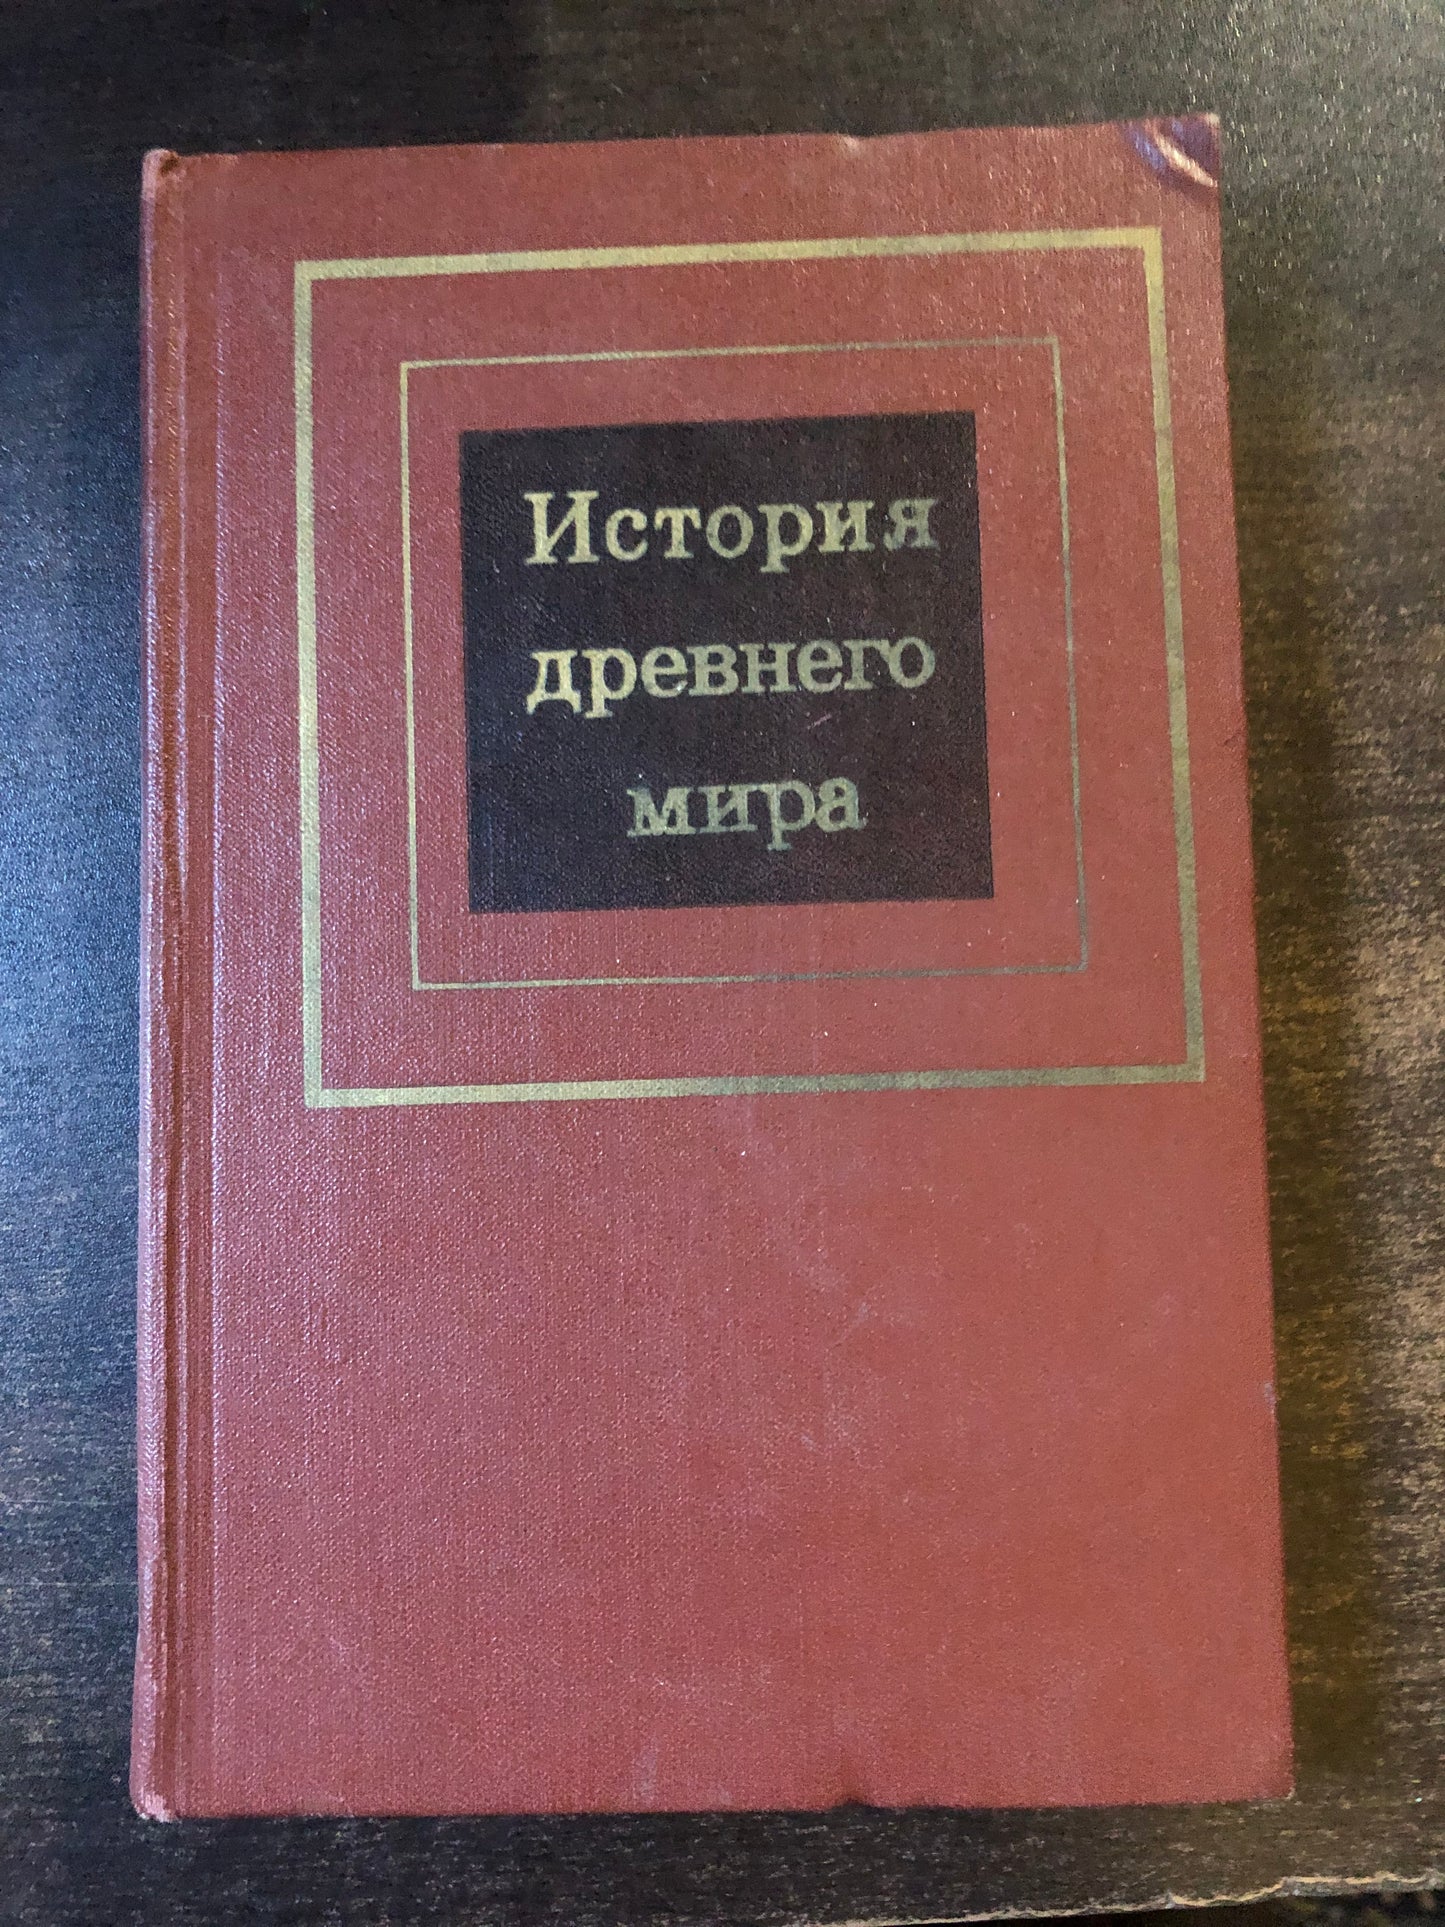 История
древнего
мира